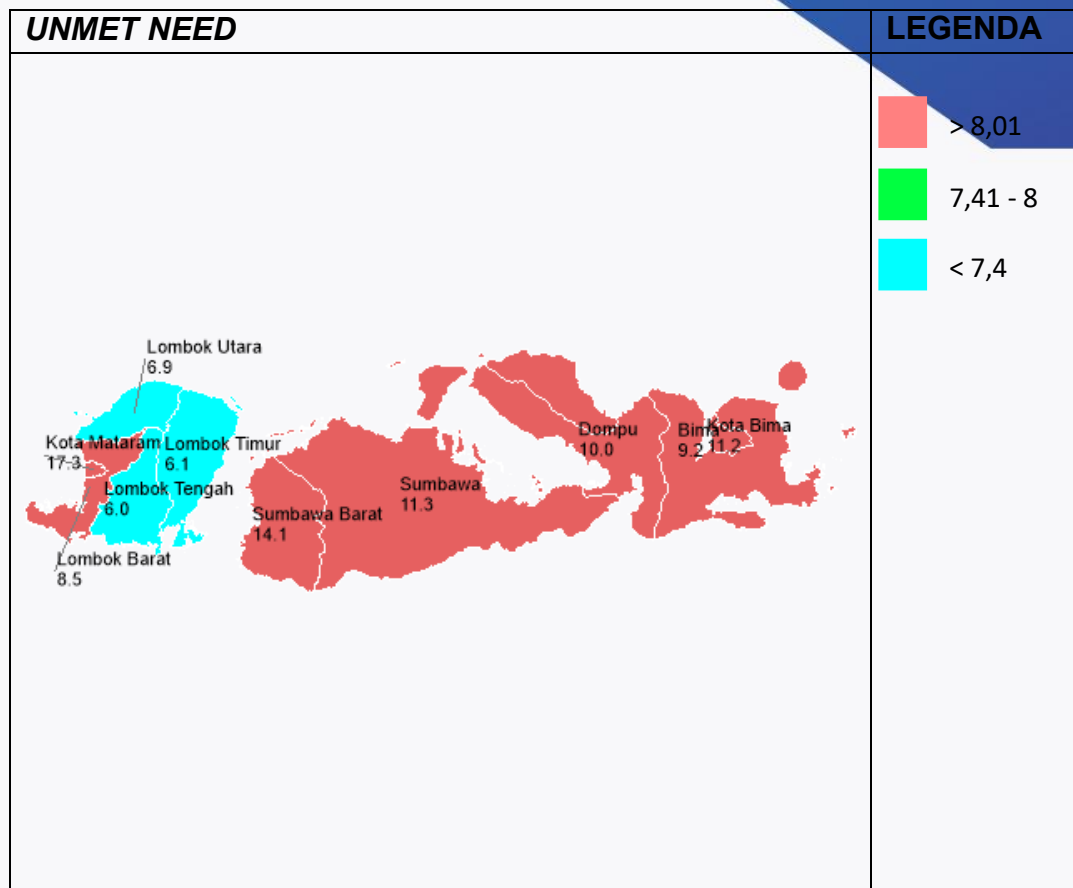 UNMET NEED
LEGENDA
> 8,01
7,41 - 8
< 7,4
Lombok Utara
6.9
Kota Mataram
17.3
Lombok Timur
6.1
Lombok Tengah
6.0
Lombok Barat
8.5
Sumbawa Barat
14.1
Sumbawa
11.3
Dompu
10.0
Bima
9.2
Kota Bima
11.2